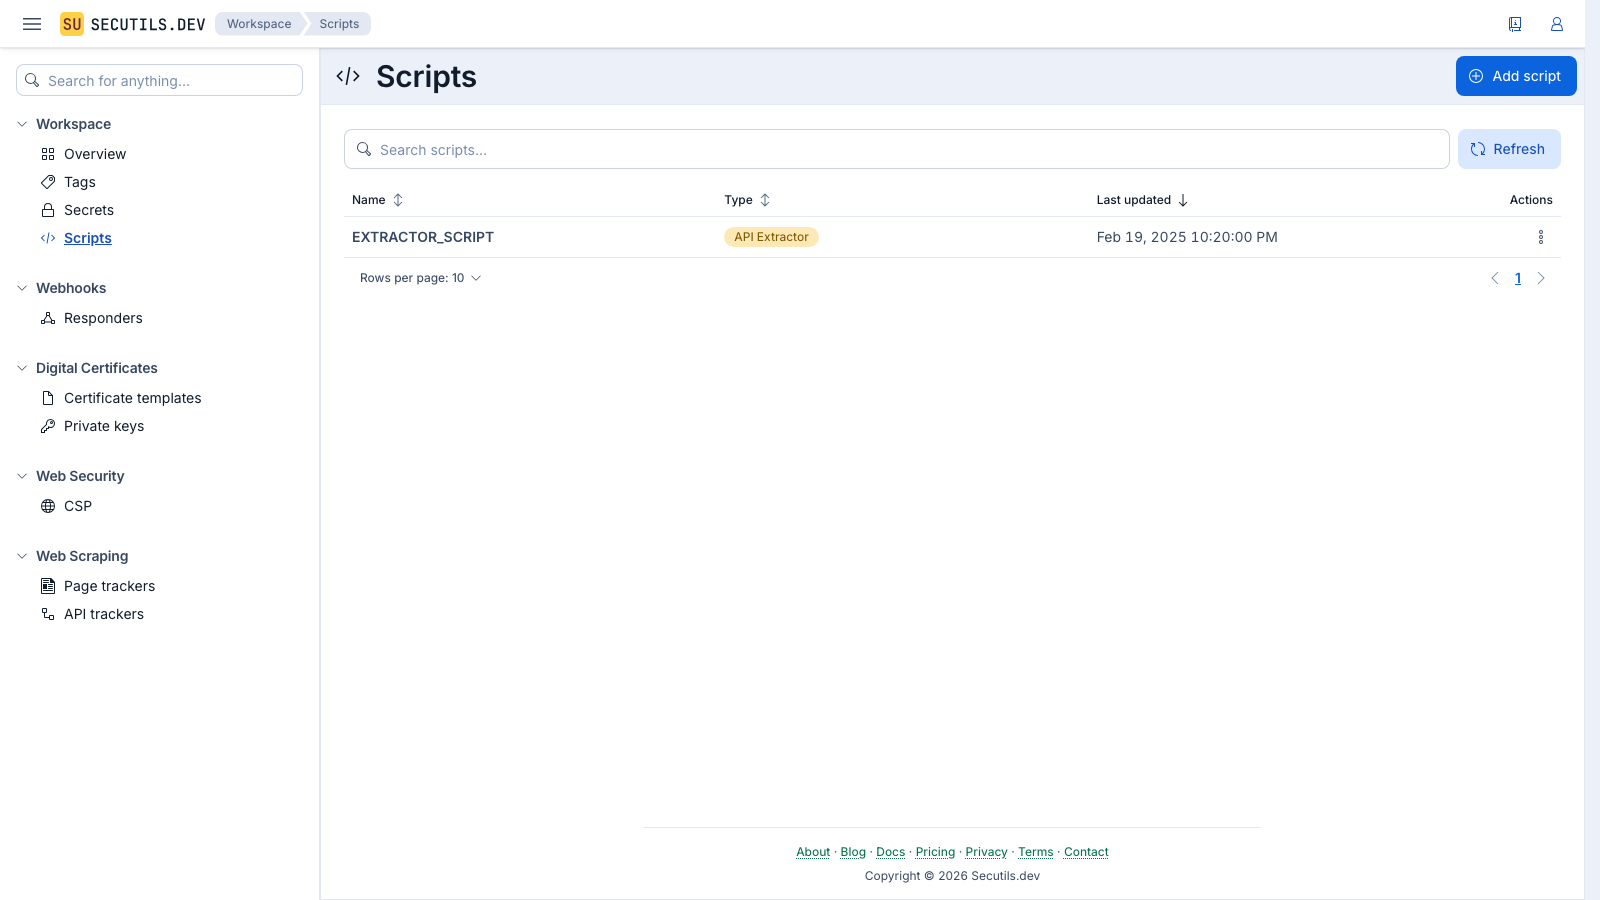 SU SECUTILS.DEV Workspace Scripts
Search for anything...
Workspace
Overview
Tags
Secrets
Scripts
Webhooks
Responders
Digital Certificates
Certificate templates
Private keys
Web Security
CSP
Web Scraping
Page trackers
API trackers
</> Scripts
Add script
Search scripts...
Refresh
Name Type Last updated Actions
EXTRACTOR_SCRIPT API Extractor Feb 19, 2025 10:20:00 PM
Rows per page: 10
1
About · Blog · Docs · Pricing · Privacy · Terms · Contact
Copyright © 2026 Secutils.dev